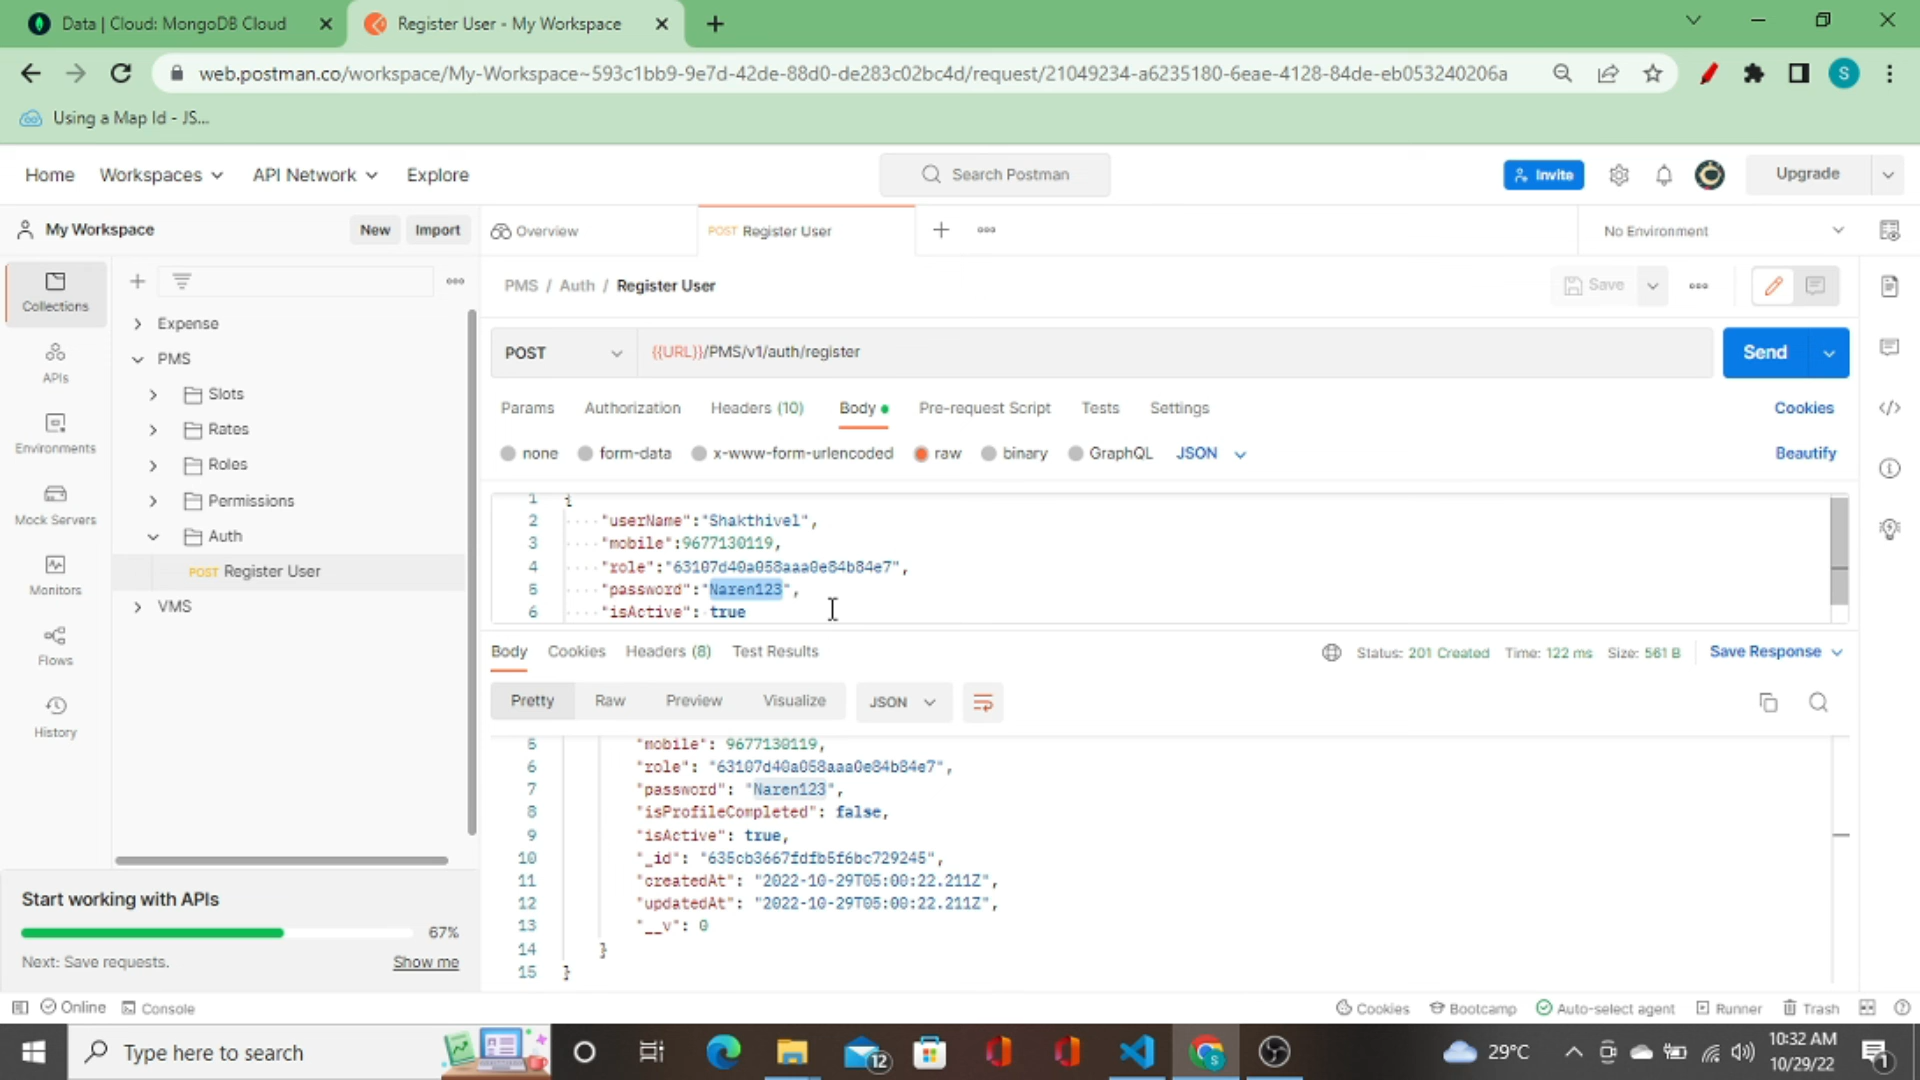 Data | Cloud: MongoDB Cloud
Register User - My Workspace
web.postman.co/workspace/My-Workspace~593c1bb9-9e7d-42de-88d0-de283c02bc4d/request/21049234-a6235180-6eae-4128-84de-eb053240206a
S
Using a Map Id - JS...
Home
Workspaces
API Network
Explore
Search Postman
Invite
Upgrade
My Workspace
New
Import
Overview
POST Register User
No Environment
Collections
APIs
Environments
Mock Servers
Monitors
Flows
History
Expense
PMS
Slots
Rates
Roles
Permissions
Auth
POST Register User
VMS
PMS / Auth / Register User
Save
POST
{{URL}}/PMS/v1/auth/register
Send
Params
Authorization
Headers (10)
Body
Pre-request Script
Tests
Settings
Cookies
none
form-data
x-www-form-urlencoded
raw
binary
GraphQL
JSON
Beautify
1 {
2 "userName":"Shakthivel",
3 "mobile":9677130119,
4 "role":"63107d40a058aaa0e84b84e7",
5 "password":"Naren123",
6 "isActive": true
Body
Cookies
Headers (8)
Test Results
Status: 201 Created
Time: 122 ms
Size: 561 B
Save Response
Pretty
Raw
Preview
Visualize
JSON
5 "mobile": 9677130119,
6 "role": "63107d40a058aaa0e84b84e7",
7 "password": "Naren123",
8 "isProfileCompleted": false,
9 "isActive": true,
10 "_id": "635cb3667fdfb5f6bc729245",
11 "createdAt": "2022-10-29T05:00:22.211Z",
12 "updatedAt": "2022-10-29T05:00:22.211Z",
13 "__v": 0
14 }
15 }
Start working with APIs
67%
Next: Save requests.
Show me
Online
Console
Cookies
Bootcamp
Auto-select agent
Runner
Trash
Type here to search
12
S
29°C
10:32 AM
10/29/22
1